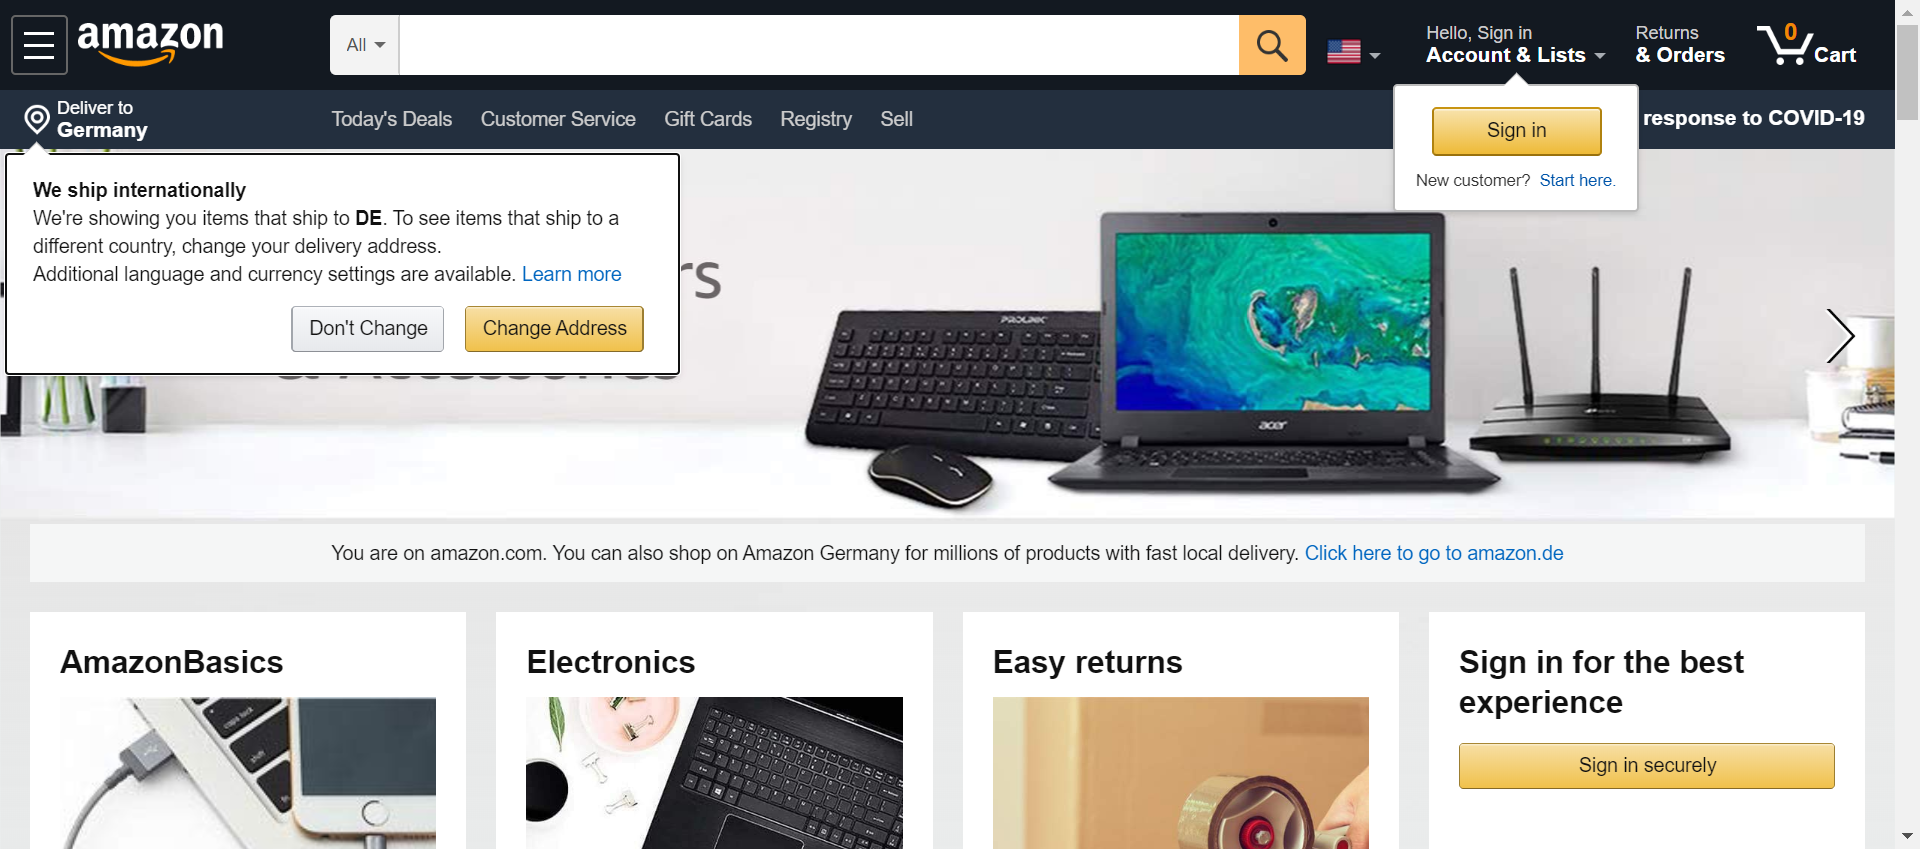 amazon
All
Hello, Sign in
Account & Lists
Returns
& Orders
0
Cart
Deliver to
Germany
Today's Deals
Customer Service
Gift Cards
Registry
Sell
response to COVID-19
Sign in
New customer? Start here.
We ship internationally
We're showing you items that ship to DE. To see items that ship to a
different country, change your delivery address.
Additional language and currency settings are available. Learn more
Don't Change
Change Address
rs
PROLINK
acer
You are on amazon.com. You can also shop on Amazon Germany for millions of products with fast local delivery. Click here to go to amazon.de
AmazonBasics
Electronics
Easy returns
Sign in for the best
experience
caps lock
shift
Sign in securely